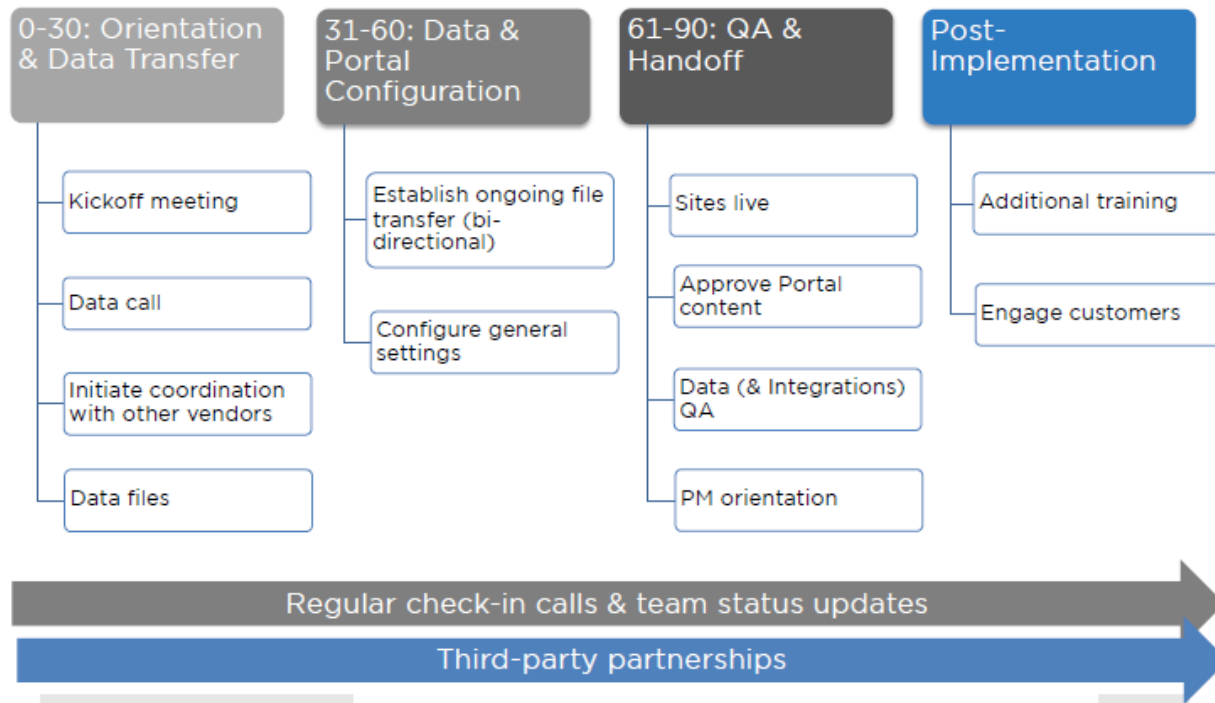 0-30: Orientation
& Data Transfer
Kickoff meeting
Data call
Initiate coordination
with other vendors
Data files
31-60: Data &
Portal
Configuration
Establish ongoing file
transfer (bi-
directional)
Configure general
settings
61-90: QA &
Handoff
Sites live
Approve Portal
content
Data (& Integrations)
QA
PM orientation
Post-
Implementation
Additional training
Engage customers
Regular check-in calls & team status updates
Third-party partnerships